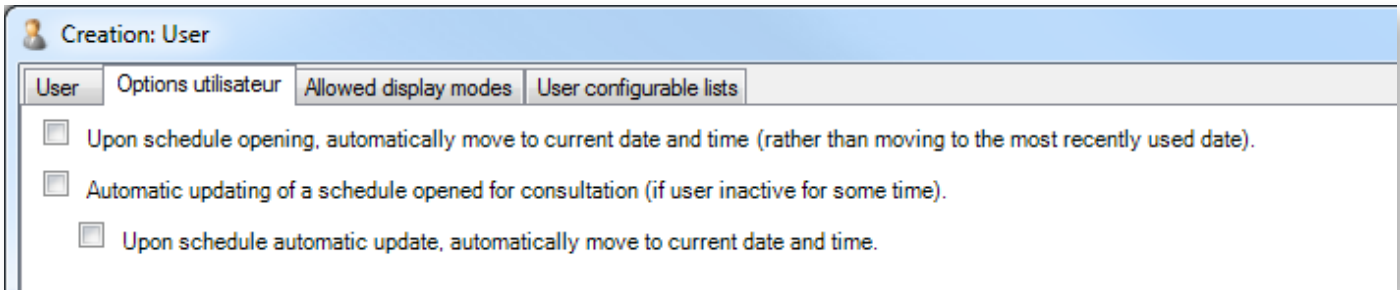 Creation: User
User Options utilisateur Allowed display modes User configurable lists
Upon schedule opening, automatically move to current date and time (rather than moving to the most recently used date).
Automatic updating of a schedule opened for consultation (if user inactive for some time).
Upon schedule automatic update, automatically move to current date and time.